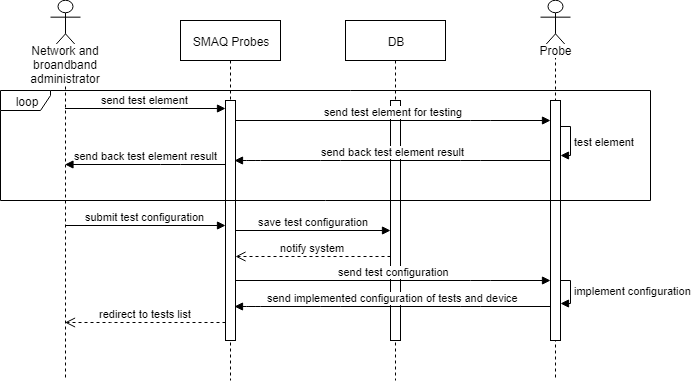 Network and
broandband
administrator
SMAQ Probes
DB
Probe
loop
send test element
send test element for testing
test element
send back test element result
send back test element result
submit test configuration
save test configuration
notify system
send test configuration
implement configuration
send implemented configuration of tests and device
redirect to tests list